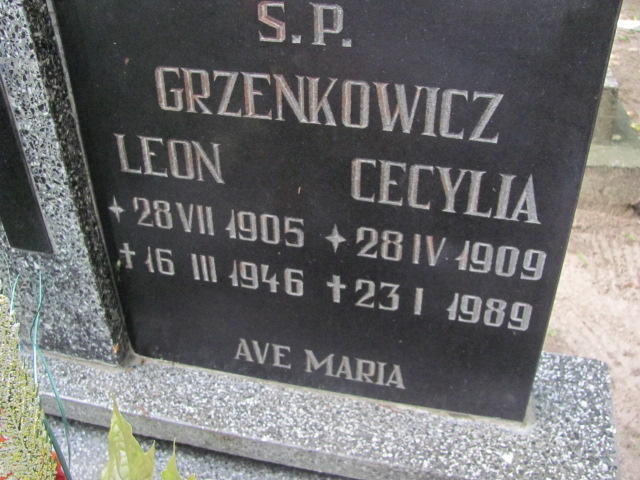 S.P.
GRZENKOWICZ
LEON CECYLIA
28 VII 1905 28 IV 1909
16 III 1946 23 I 1989
AVE MARIA